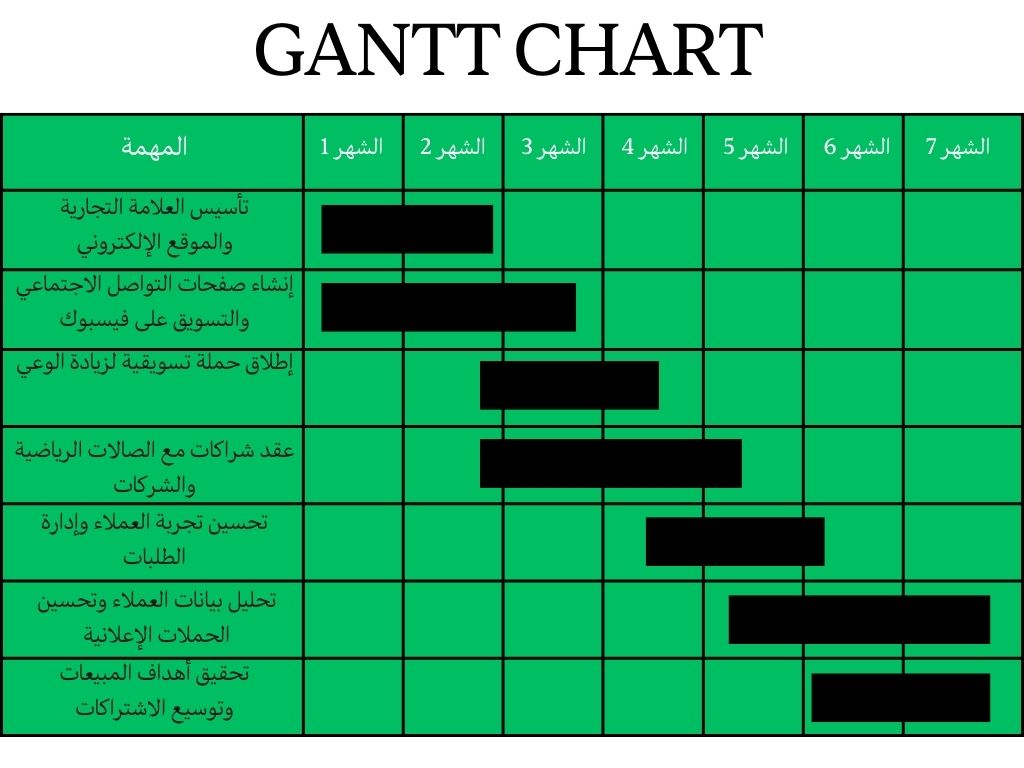 GANTT CHART
المهمة
الشهر 1
الشهر 2
الشهر 3
الشهر 4
الشهر 5
الشهر 6
الشهر 7
تأسيس العلامة التجارية
والموقع الإلكتروني
إنشاء صفحات التواصل الاجتماعي
والتسويق على فيسبوك
إطلاق حملة تسويقية لزيادة الوعي
عقد شراكات مع الصالات الرياضية
والشركات
تحسين تجربة العملاء وإدارة
الطلبات
تحليل بيانات العملاء وتحسين
الحملات الإعلانية
تحقيق أهداف المبيعات
وتوسيع الاشتراكات